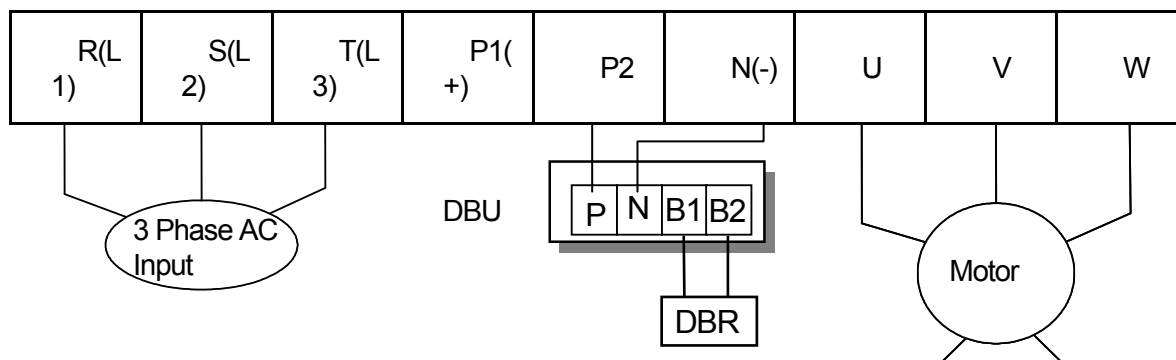 R(L
1)
S(L
2)
T(L
3)
P1(
+)
P2
N(-)
U
V
W
3 Phase AC
Input
DBU
P
N
B1
B2
DBR
Motor